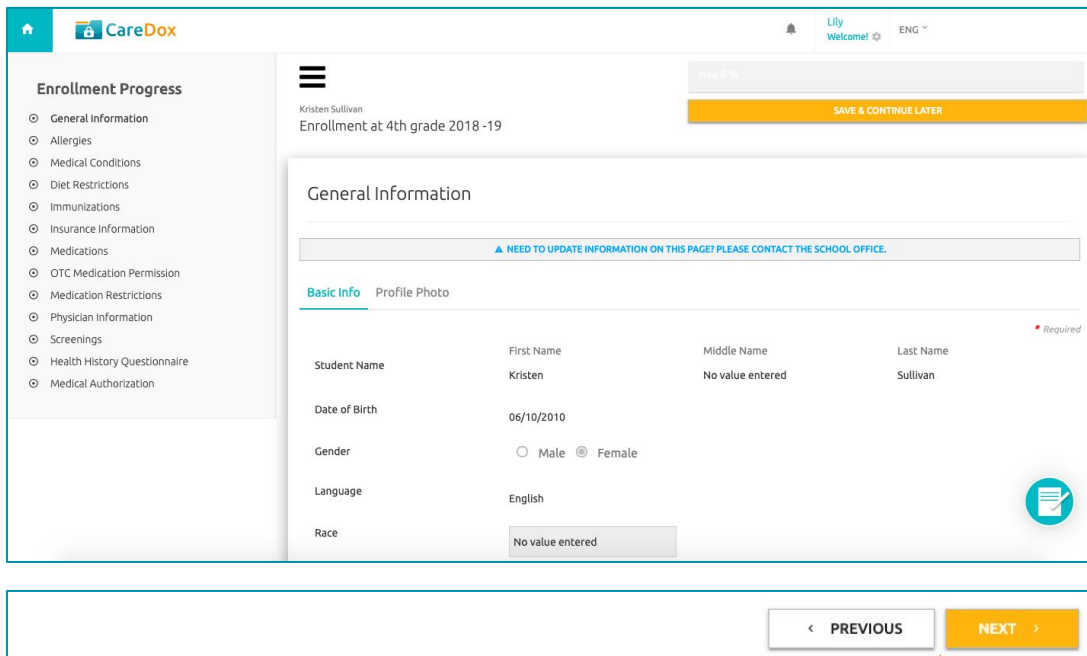 CareDox
Lily
Welcome!
ENG
Enrollment Progress
General Information
Allergies
Medical Conditions
Diet Restrictions
Immunizations
Insurance Information
Medications
OTC Medication Permission
Medication Restrictions
Physician Information
Screenings
Health History Questionnaire
Medical Authorization
New 0 %
SAVE & CONTINUE LATER
Kristen Sullivan
Enrollment at 4th grade 2018 -19
General Information
NEED TO UPDATE INFORMATION ON THIS PAGE? PLEASE CONTACT THE SCHOOL OFFICE.
Basic Info Profile Photo
* Required
First Name Middle Name Last Name
Student Name
Kristen No value entered Sullivan
Date of Birth
06/10/2010
Gender Male Female
Language
English
Race
No value entered
< PREVIOUS NEXT >